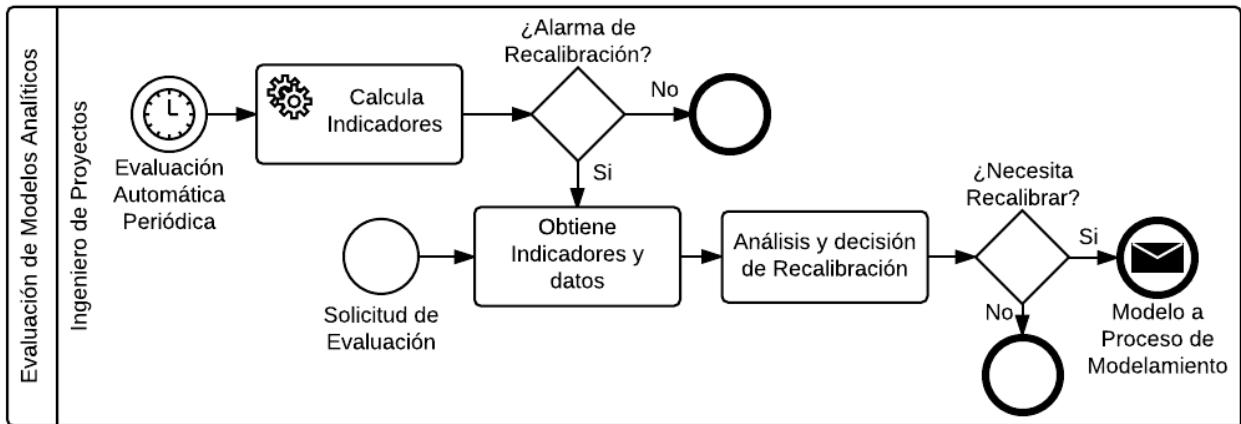 Evaluación de Modelos Analíticos
Ingeniero de Proyectos
Evaluación
Automática
Periódica
Calcula
Indicadores
¿Alarma de
Recalibración?
No
Si
Solicitud de
Evaluación
Obtiene
Indicadores y
datos
Análisis y decisión
de Recalibración
¿Necesita
Recalibrar?
Si
No
Modelo a
Proceso de
Modelamiento